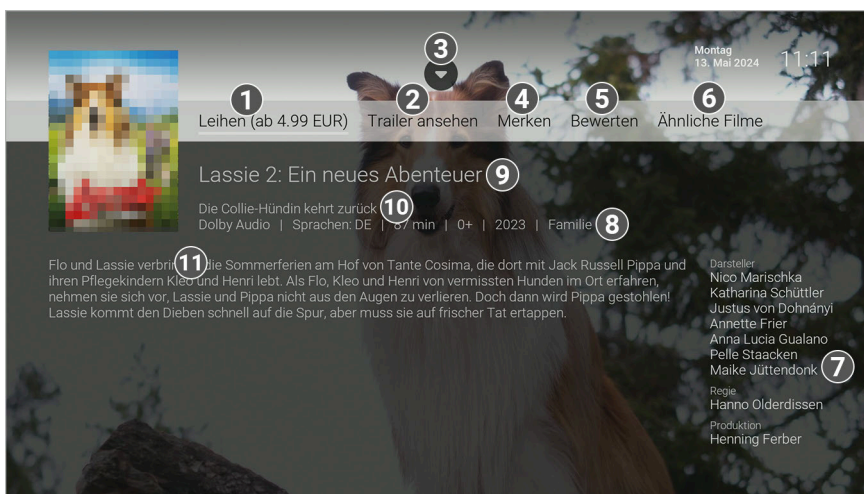 3
Montag
13. Mai 2024
11:11
1
2
4
5
6
Leihen (ab 4.99 EUR)
Trailer ansehen
Merken
Bewerten
Ähnliche Filme
Lassie 2: Ein neues Abenteuer 9
Die Collie-Hündin kehrt zurück 10
Dolby Audio | Sprachen: DE | 87 min | 0+ | 2023 | Familie 8
11
Flo und Lassie die Sommerferien am Hof von Tante Cosima, die dort mit Jack Russell Pippa und
ihren Pflegekindern Kleo und Henri lebt. Als Flo, Kleo und Henri von vermissten Hunden im Ort erfahren,
nehmen sie sich vor, Lassie und Pippa nicht aus den Augen zu verlieren. Doch dann wird Pippa gestohlen!
Lassie kommt den Dieben schnell auf die Spur, aber muss sie auf frischer Tat ertappen.
Darsteller
Nico Marischka
Katharina Schüttler
Justus von Dohnányi
Annette Frier
Anna Lucia Gualano
Pelle Staacken
Maike Jüttendonk 7
Regie
Hanno Olderdissen
Produktion
Henning Ferber